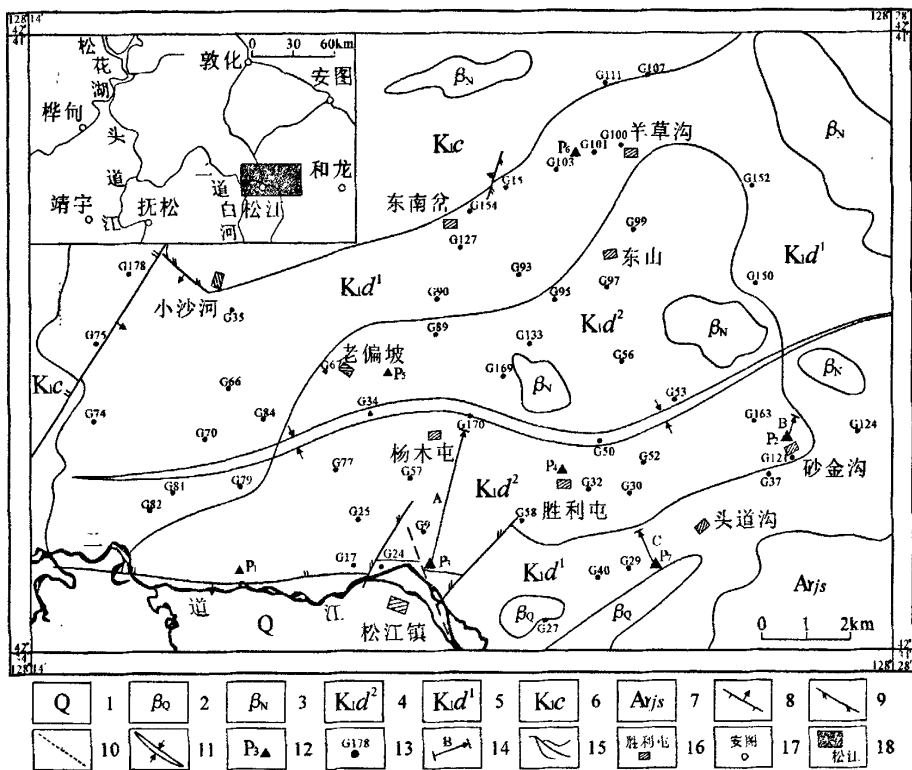 128°14′
42°
41′
128°28′
42°
41′
松
花
湖
头
道
江
敦化
0 30 60km
安图
桦甸
靖宇
抚松
二
道
白
河
松江
和龙
βN
G111
G107
K₁c
P₆
G101
G100
羊草沟
G103
βN
G15
G152
东南岔
G154
G127
G99
东山
K₁d¹
G178
小沙河
G35
K₁d¹
G90
G93
G95
G97
G150
K₁d²
βN
G75
G89
G133
老偏坡
G67
P₅
G169
βN
G56
βN
K₁c
G66
G74
G84
G34
G53
G70
G170
G163
B
G124
杨木屯
P₂
G50
G77
G57
K₁d²
P₄
G52
G121
砂金沟
G37
G81
G79
A
G32
G30
G82
胜利屯
G25
G58
头道沟
G9
C
二
P₁
G17
G24
P₃
K₁d¹
G40
G29
Arjs
道
江
Q
松江镇
βQ
G27
βQ
0 1 2km
42°
128°14′
42°
128°28′
Q 1 βQ 2 βN 3 K₁d² 4 K₁d¹ 5 K₁c 6 Arjs 7 8 9
10 11 P₃ 12 G178 13 B 14 15 胜利屯 16 安图 17 松江 18